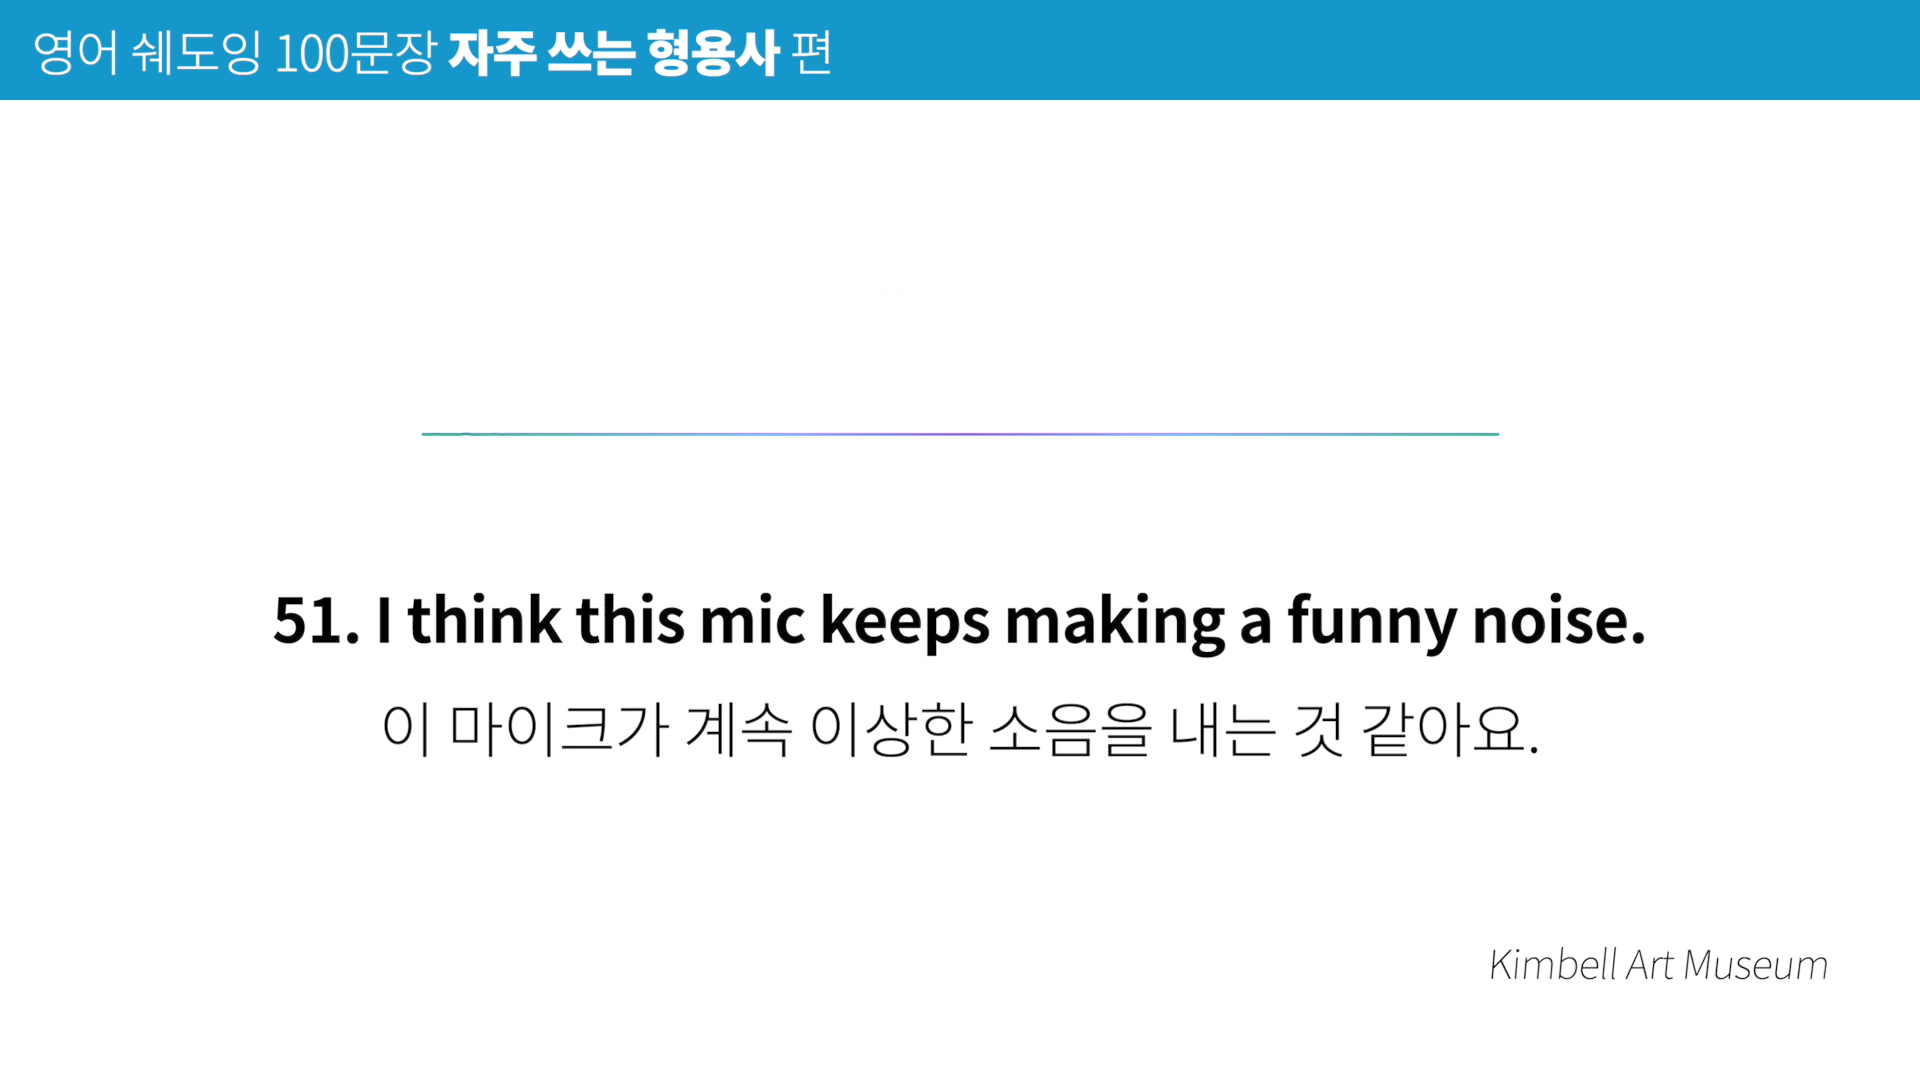 영어 쉐도잉 100문장 자주 쓰는 형용사 편
51. I think this mic keeps making a funny noise.
이 마이크가 계속 이상한 소음을 내는 것 같아요.
Kimbell Art Museum